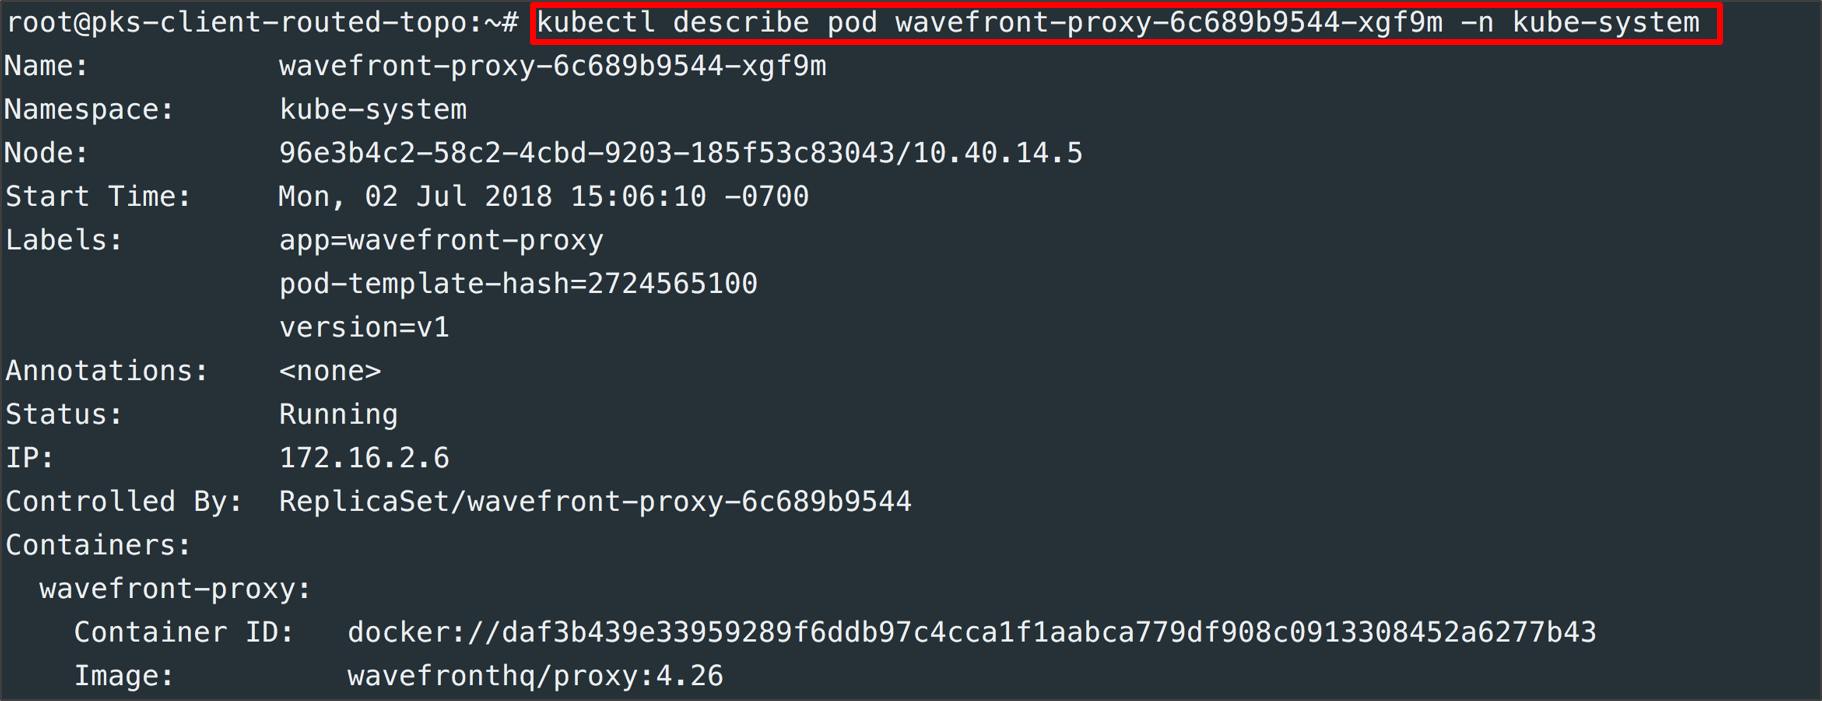 root@pks-client-routed-topo:~# kubectl describe pod wavefront-proxy-6c689b9544-xgf9m -n kube-system
Name: wavefront-proxy-6c689b9544-xgf9m
Namespace: kube-system
Node: 96e3b4c2-58c2-4cbd-9203-185f53c83043/10.40.14.5
Start Time: Mon, 02 Jul 2018 15:06:10 -0700
Labels: app=wavefront-proxy
pod-template-hash=2724565100
version=v1
Annotations: <none>
Status: Running
IP: 172.16.2.6
Controlled By: ReplicaSet/wavefront-proxy-6c689b9544
Containers:
wavefront-proxy:
Container ID: docker://daf3b439e33959289f6ddb97c4cca1f1aabca779df908c0913308452a6277b43
Image: wavefronthq/proxy:4.26